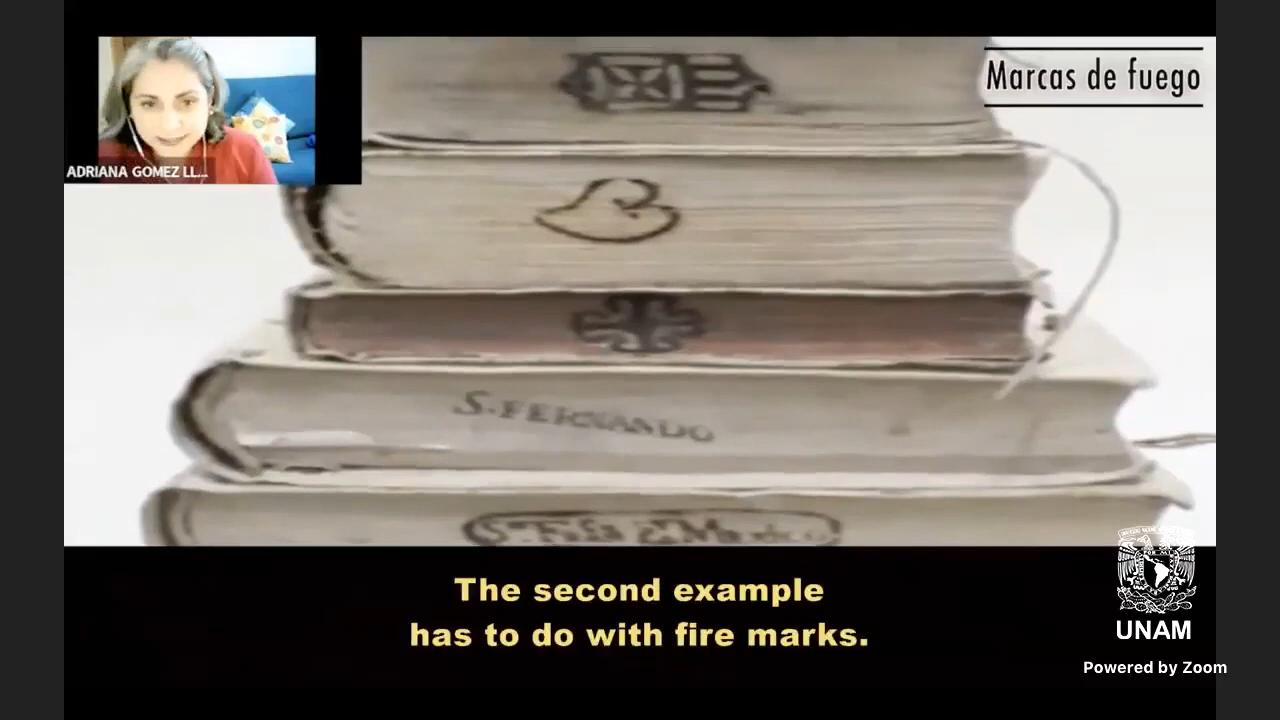 Marcas de fuego
ADRIANA GOMEZ LL...
S. FERNANDO
The second example
has to do with fire marks.
UNAM
Powered by Zoom